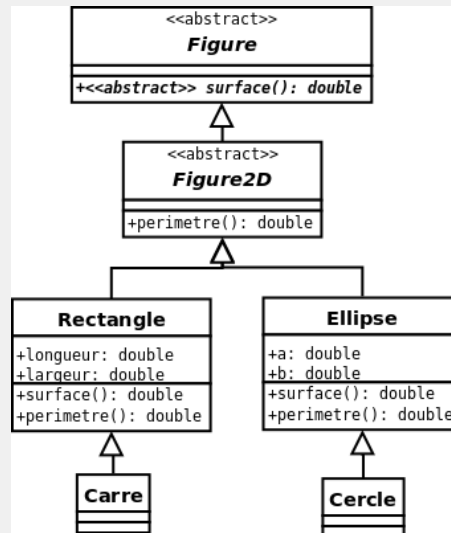 <<abstract>>
Figure
+<<abstract>> surface(): double
<<abstract>>
Figure2D
+perimetre(): double
Rectangle
+longueur: double
+largeur: double
+surface(): double
+perimetre(): double
Ellipse
+a: double
+b: double
+surface(): double
+perimetre(): double
Carre
Cercle